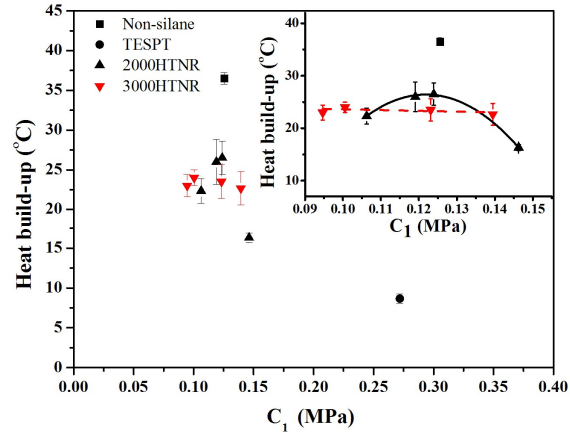 Non-silane
TESPT
2000HTNR
3000HTNR
Heat build-up (°C)
45
40
35
30
25
20
15
10
5
0
0.00 0.05 0.10 0.15 0.20 0.25 0.30 0.35 0.40
C1 (MPa)
Heat build-up (°C)
40
30
20
10
0.09 0.10 0.11 0.12 0.13 0.14 0.15
C1 (MPa)